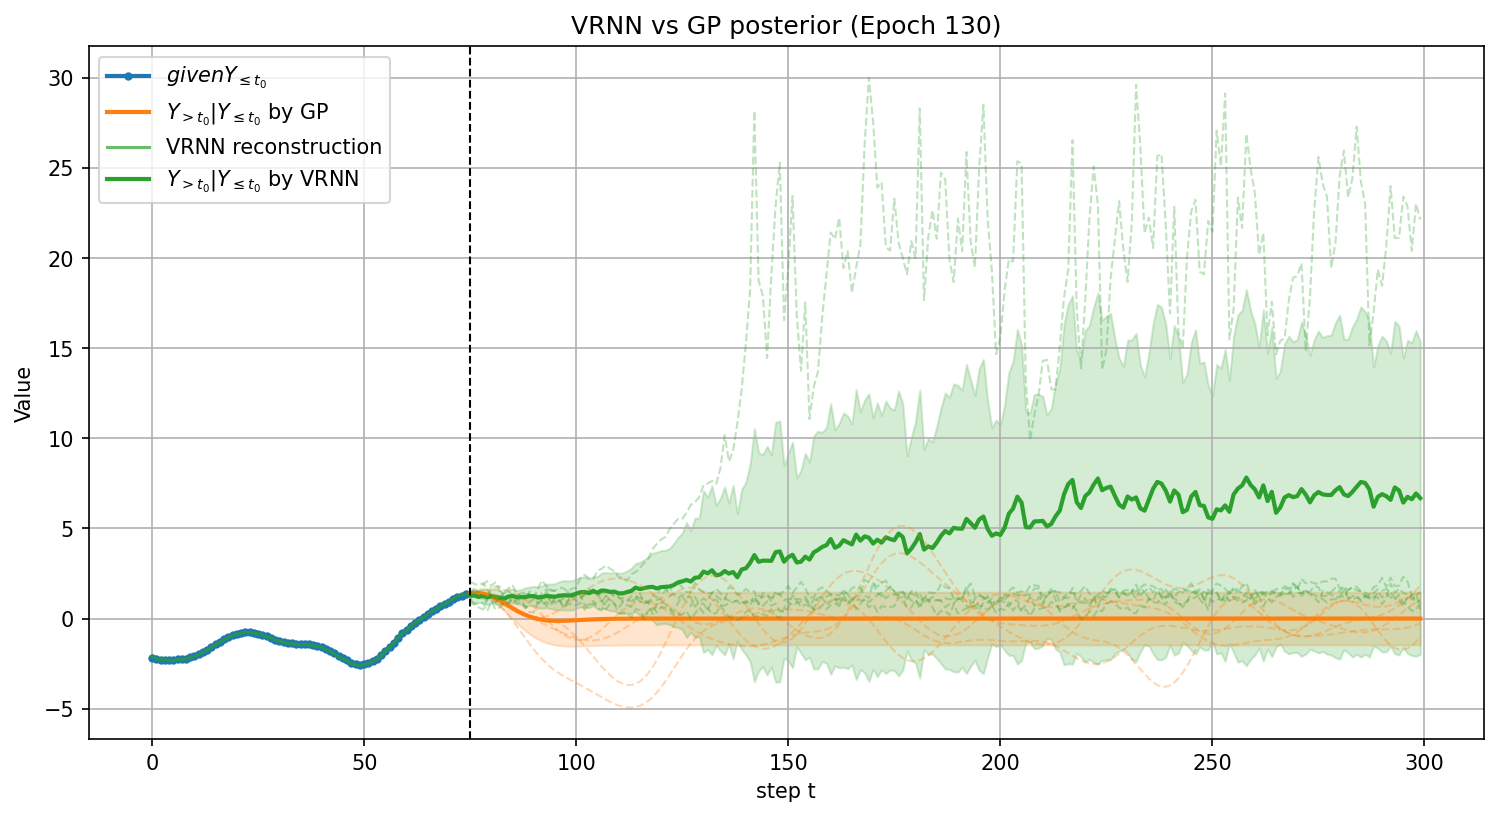 VRNN vs GP posterior (Epoch 130)
givenY≤t₀
Y>t₀|Y≤t₀ by GP
VRNN reconstruction
Y>t₀|Y≤t₀ by VRNN
30
25
20
15
10
5
0
−5
Value
0 50 100 150 200 250 300
step t